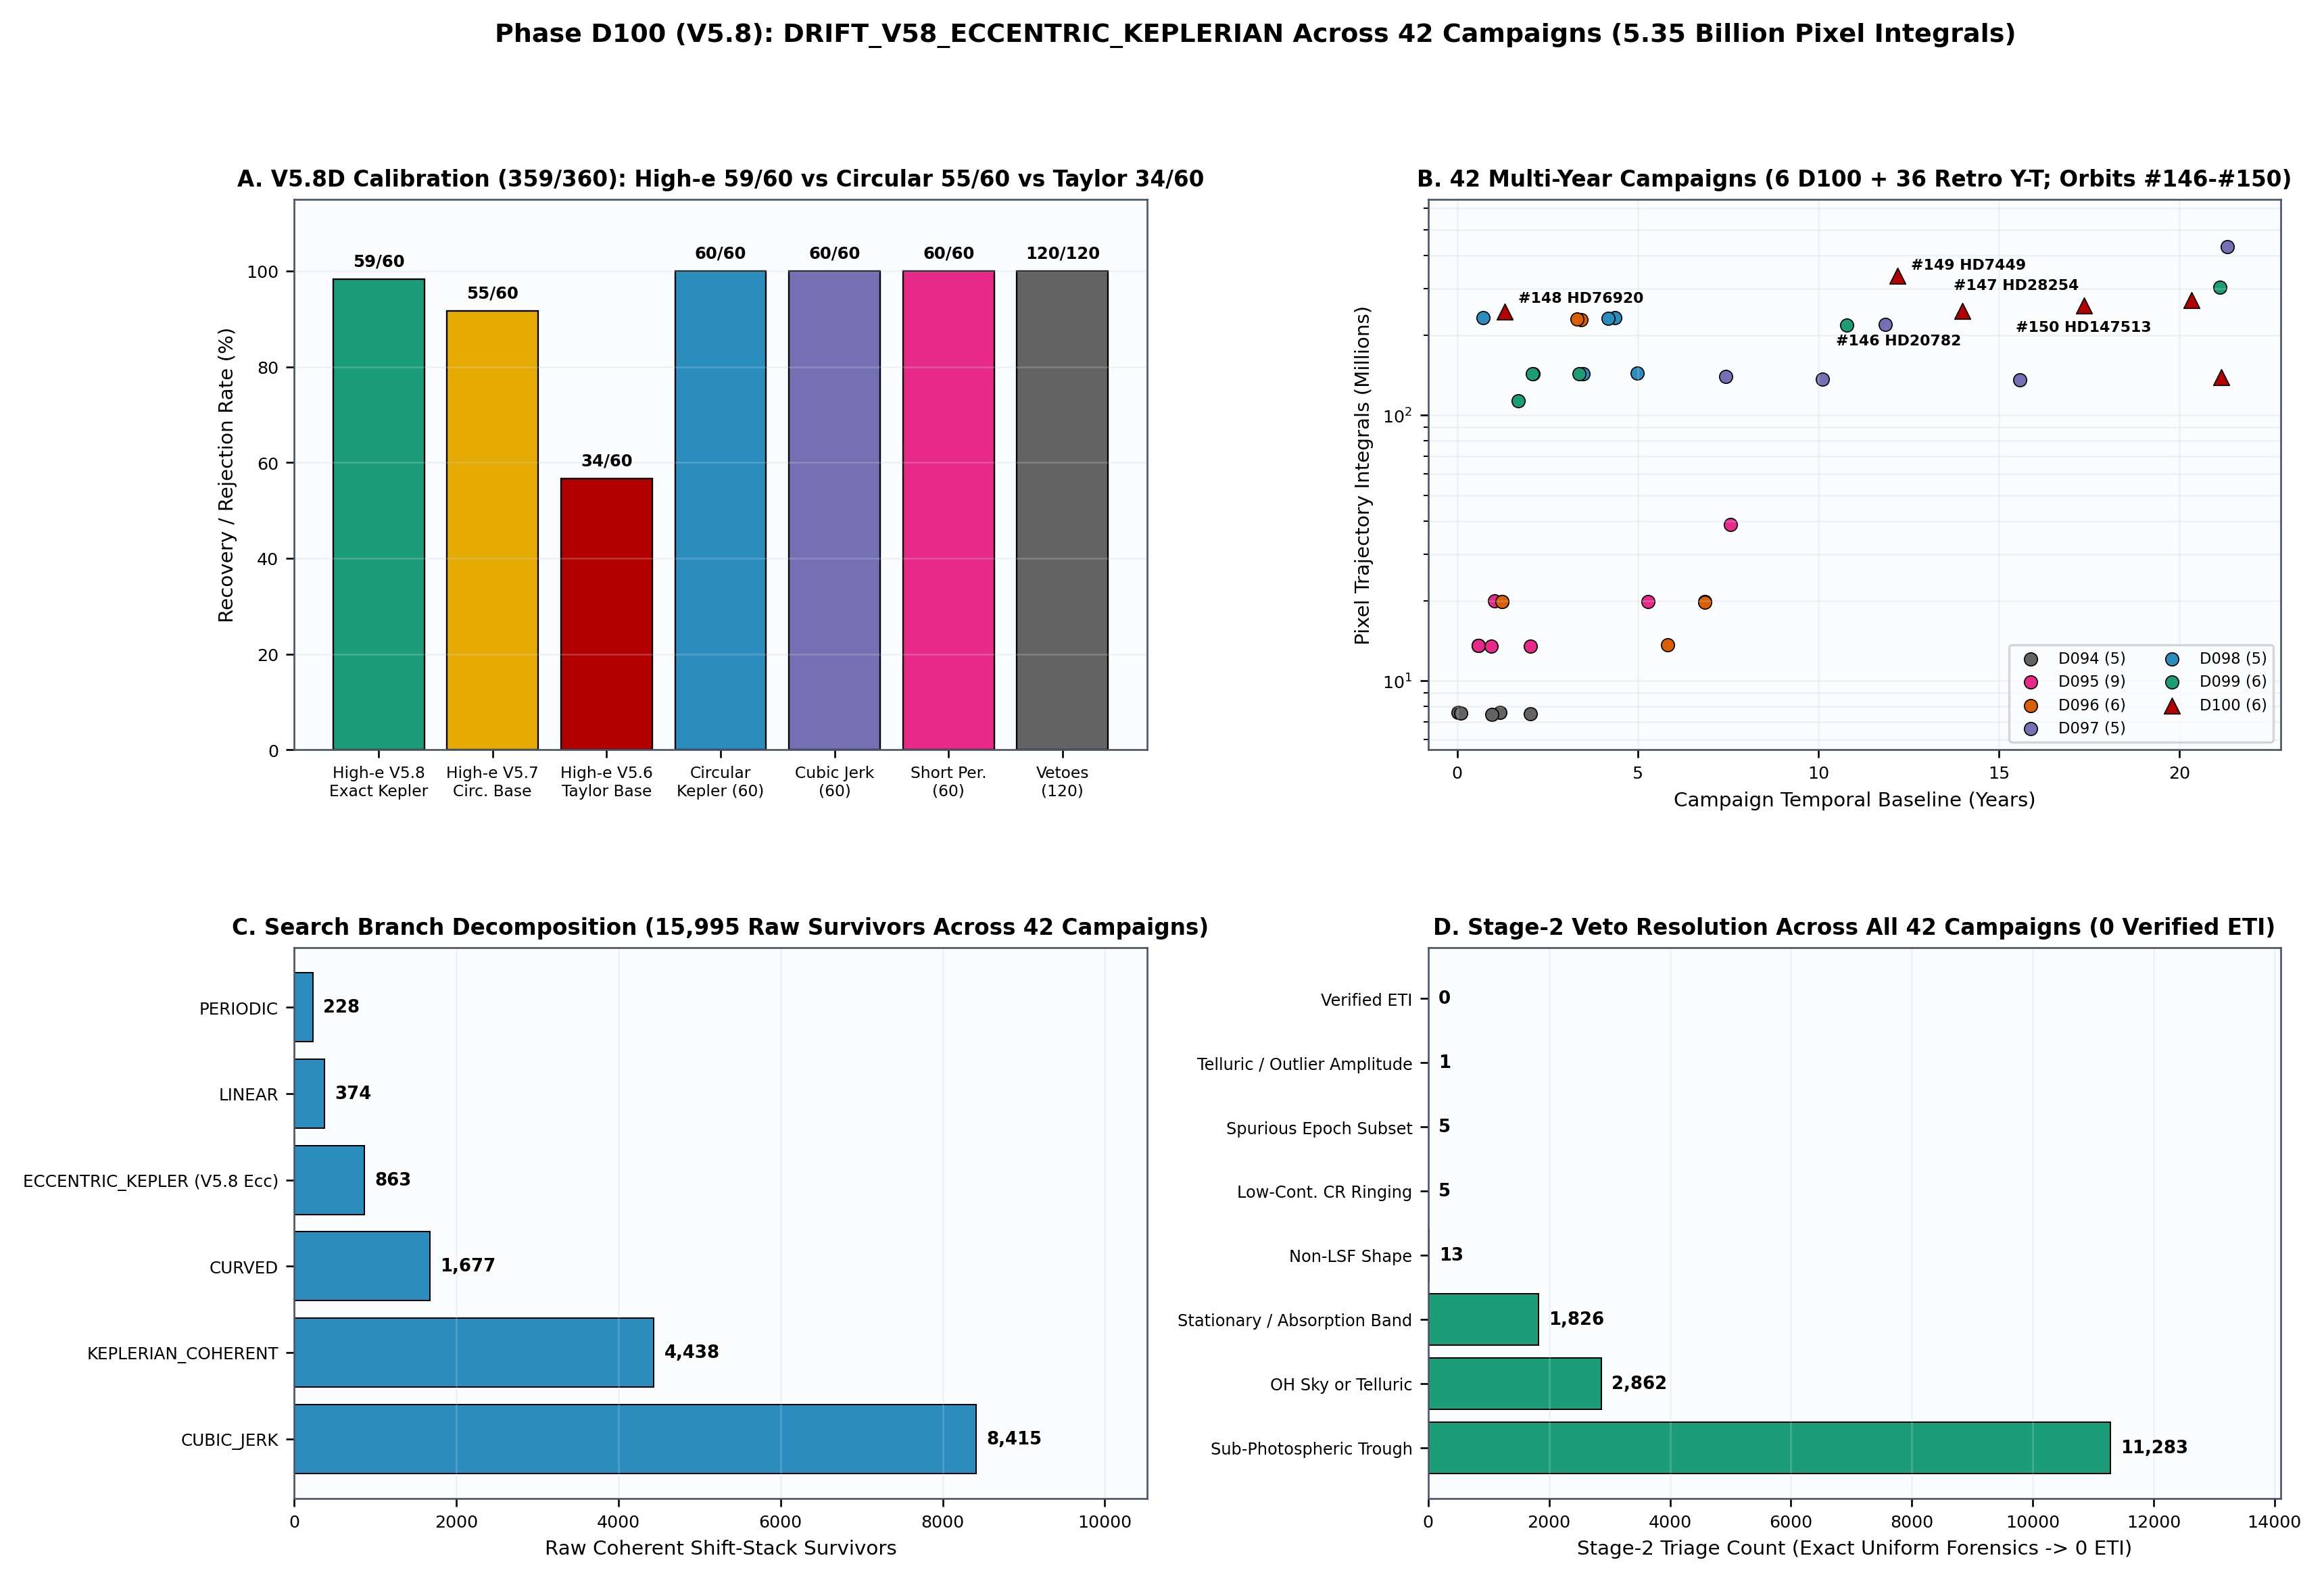 Phase D100 (V5.8): DRIFT_V58_ECCENTRIC_KEPLERIAN Across 42 Campaigns (5.35 Billion Pixel Integrals)
A. V5.8D Calibration (359/360): High-e 59/60 vs Circular 55/60 vs Taylor 34/60
Recovery / Rejection Rate (%)
100
80
60
40
20
0
59/60
55/60
34/60
60/60
60/60
60/60
120/120
High-e V5.8
Exact Kepler
High-e V5.7
Circ. Base
High-e V5.6
Taylor Base
Circular
Kepler (60)
Cubic Jerk
(60)
Short Per.
(60)
Vetoes
(120)
B. 42 Multi-Year Campaigns (6 D100 + 36 Retro Y-T; Orbits #146-#150)
Pixel Trajectory Integrals (Millions)
10²
10¹
#149 HD7449
#147 HD28254
#148 HD76920
#150 HD147513
#146 HD20782
D094 (5)
D095 (9)
D096 (6)
D097 (5)
D098 (5)
D099 (6)
D100 (6)
0
5
10
15
20
Campaign Temporal Baseline (Years)
C. Search Branch Decomposition (15,995 Raw Survivors Across 42 Campaigns)
PERIODIC
228
LINEAR
374
ECCENTRIC_KEPLER (V5.8 Ecc)
863
CURVED
1,677
KEPLERIAN_COHERENT
4,438
CUBIC_JERK
8,415
0
2000
4000
6000
8000
10000
Raw Coherent Shift-Stack Survivors
D. Stage-2 Veto Resolution Across All 42 Campaigns (0 Verified ETI)
Verified ETI
0
Telluric / Outlier Amplitude
1
Spurious Epoch Subset
5
Low-Cont. CR Ringing
5
Non-LSF Shape
13
Stationary / Absorption Band
1,826
OH Sky or Telluric
2,862
Sub-Photospheric Trough
11,283
0
2000
4000
6000
8000
10000
12000
14000
Stage-2 Triage Count (Exact Uniform Forensics -> 0 ETI)